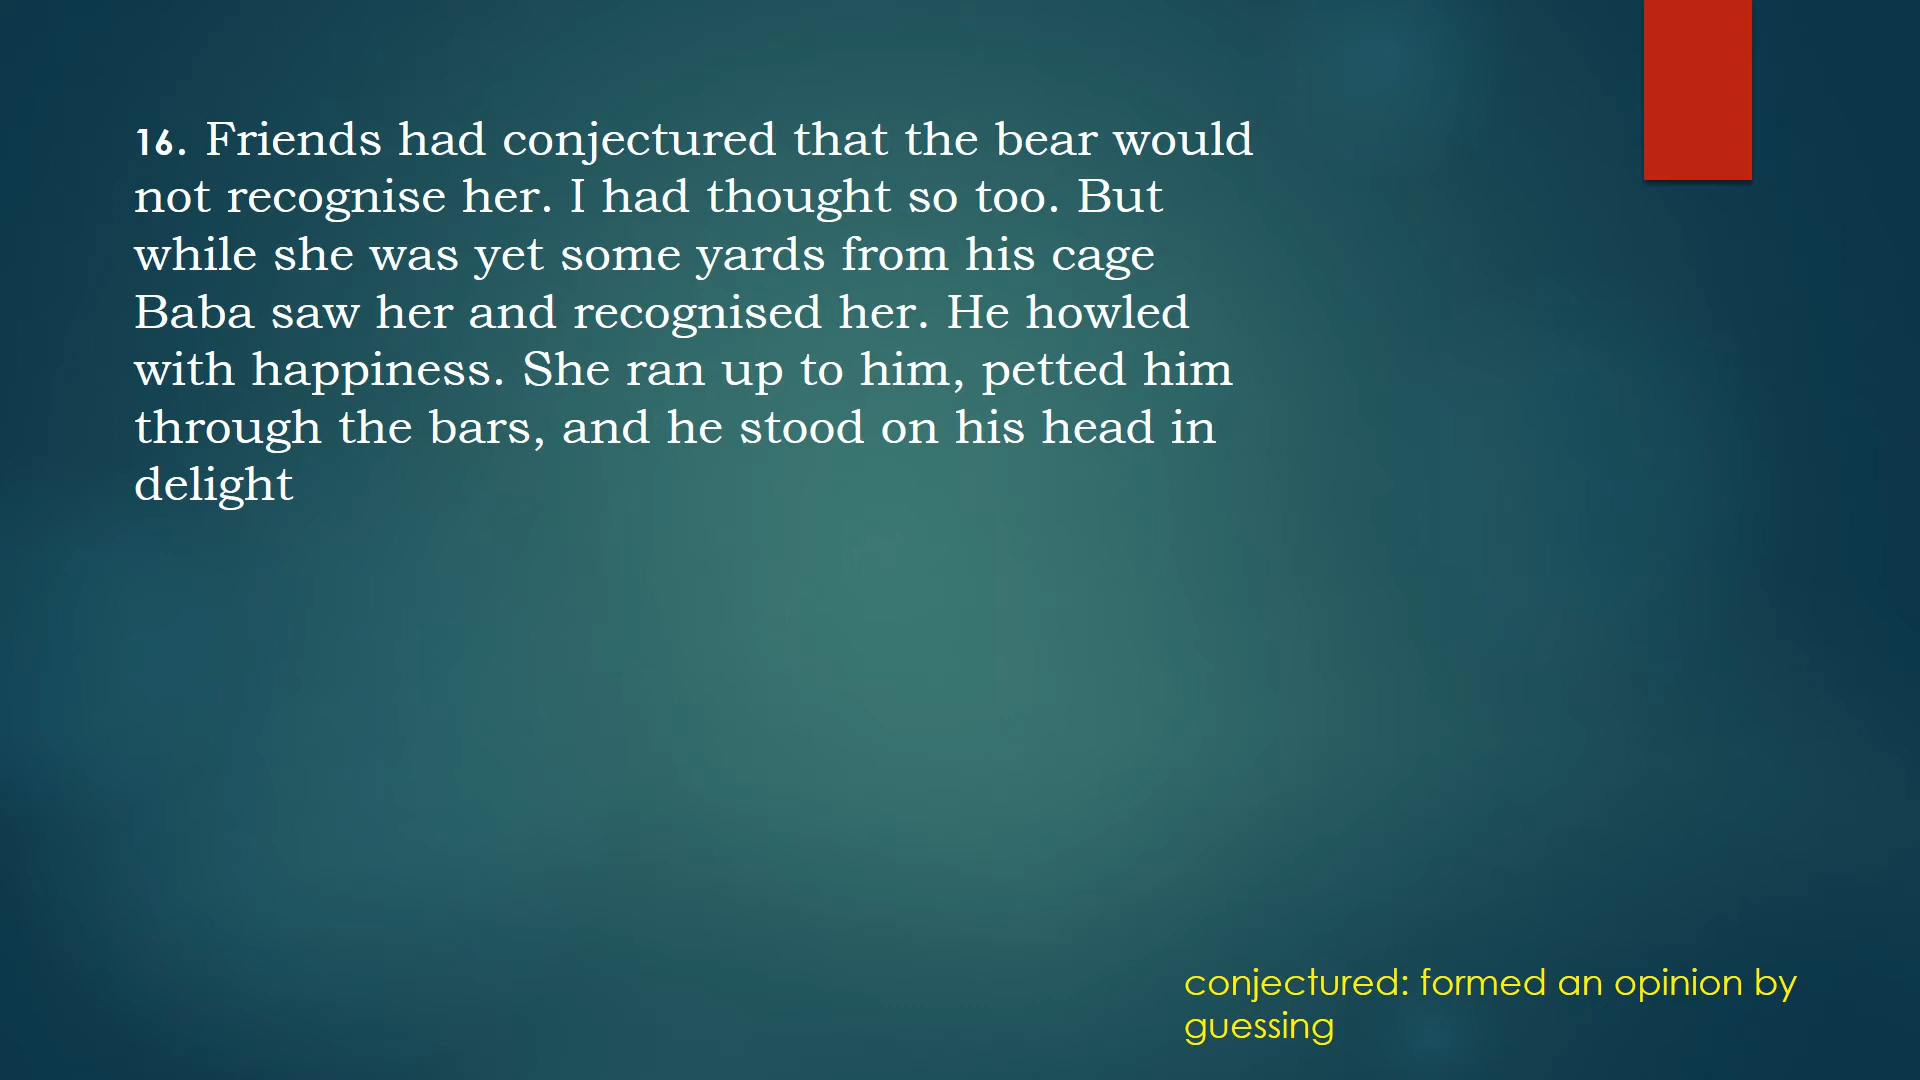 16. Friends had conjectured that the bear would
not recognise her. I had thought so too. But
while she was yet some yards from his cage
Baba saw her and recognised her. He howled
with happiness. She ran up to him, petted him
through the bars, and he stood on his head in
delight
conjectured: formed an opinion by
guessing